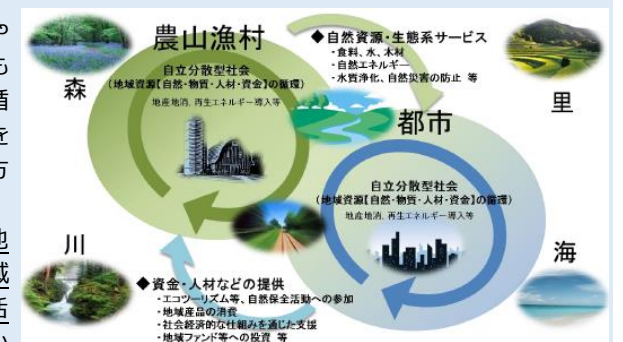 農山漁村
◆自然資源・生態系サービス
・食料、水、木材
・自然エネルギー
・水質浄化、自然災害の防止 等
森
里
自立分散型社会
(地域資源【自然・物質・人材・資金】の循環)
地産地消、再生エネルギー導入等
都市
自立分散型社会
(地域資源【自然・物質・人材・資金】の循環)
地産地消、再生エネルギー導入等
川
海
◆資金・人材などの提供
・エコツーリズム等、自然保全活動への参加
・地域産品の消費
・社会経済的な仕組みを通じた支援
・地域ファンド等への投資 等
も
を